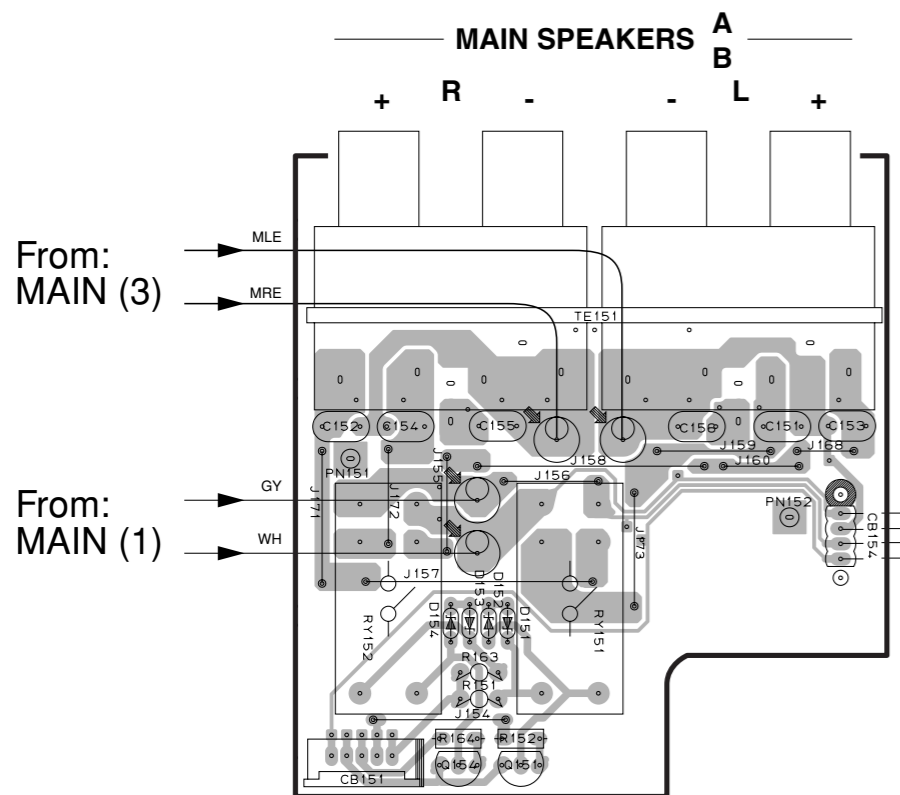 MAIN SPEAKERS A
B
+ R - - L +
From:
MAIN (3)
MLE
MRE
TE151
C152 C154 C155 C156 C151 C153
J159 J168
J158 J160
PN151 J155 J156
From:
MAIN (1)
GY
WH
J171 J172 J173
PN152 CB154
J157
D154 D153 D152 D151
RY152 RY151
R163
R151
J154
R164 R152
Q154 Q151
CB151